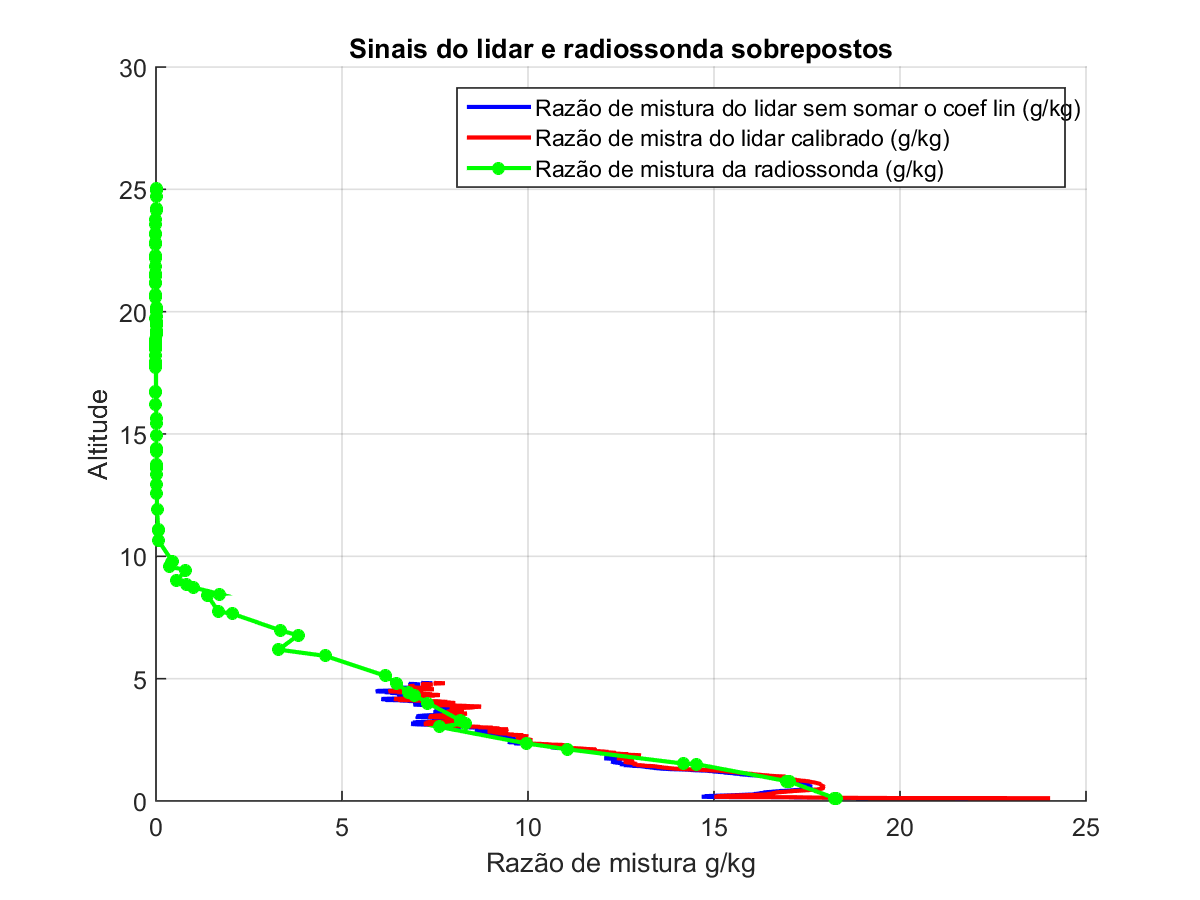 Sinais do lidar e radiossonda sobrepostos
30
Razão de mistura do lidar sem somar o coef lin (g/kg)
Razão de mistra do lidar calibrado (g/kg)
Razão de mistura da radiossonda (g/kg)
25
20
15
10
5
0
Altitude
0 5 10 15 20 25
Razão de mistura g/kg